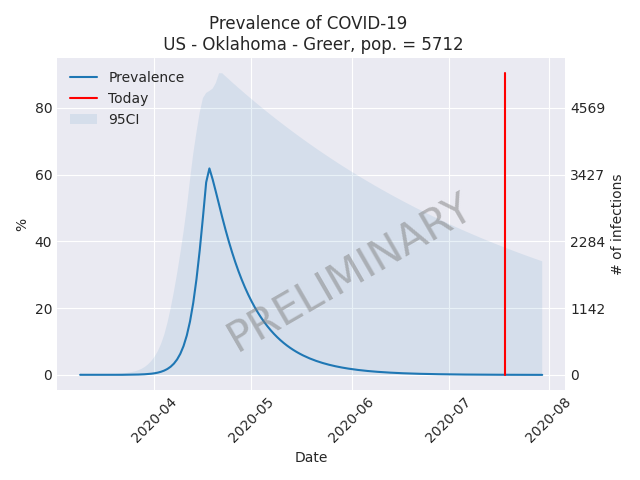 Prevalence of COVID-19
US - Oklahoma - Greer, pop. = 5712
Prevalence
Today
95CI
80
60
40
20
0
%
4569
3427
2284
1142
0
# of infections
PRELIMINARY
2020-04
2020-05
2020-06
2020-07
2020-08
Date